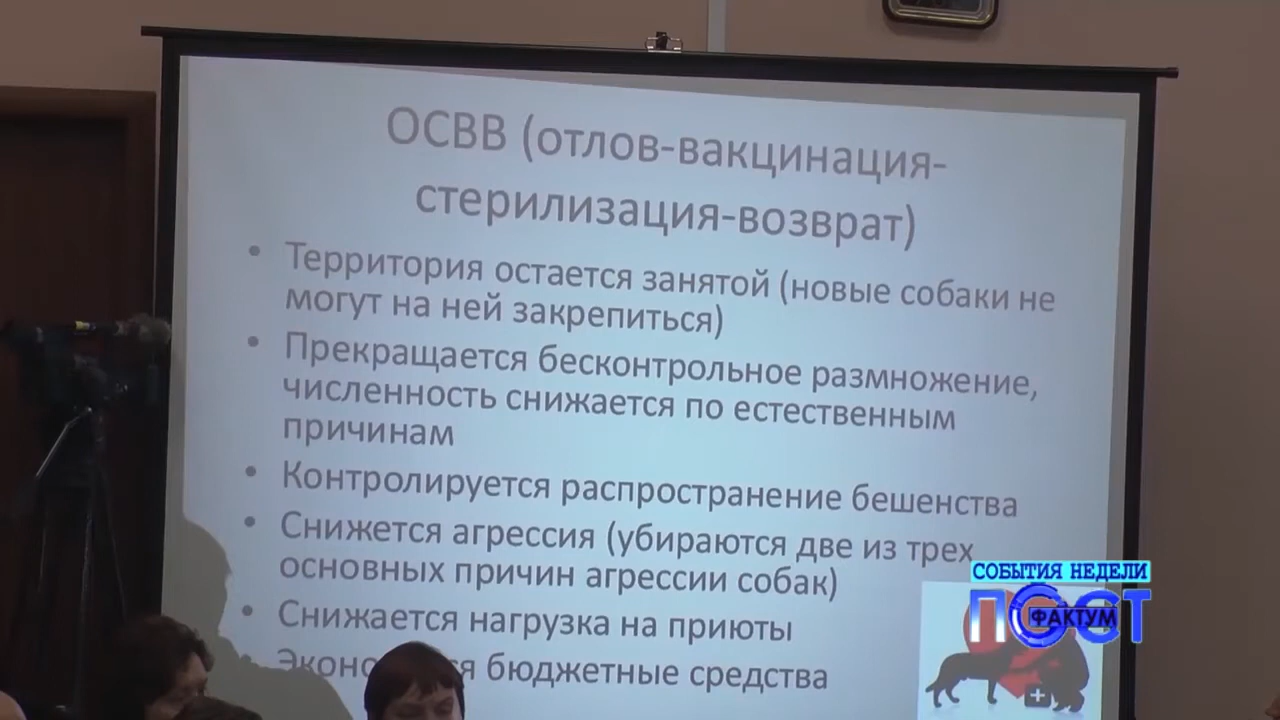 ОСВВ (отлов-вакцинация-
стерилизация-возврат)
• Территория остается занятой (новые собаки не
могут на ней закрепиться)
• Прекращается бесконтрольное размножение,
численность снижается по естественным
причинам
• Контролируется распространение бешенства
• Снижется агрессия (убираются две из трех
основных причин агрессии собак)
• Снижается нагрузка на приюты
бюджетные средства
СОБЫТИЯ НЕДЕЛИ
ПОСТ
ФАКТУМ